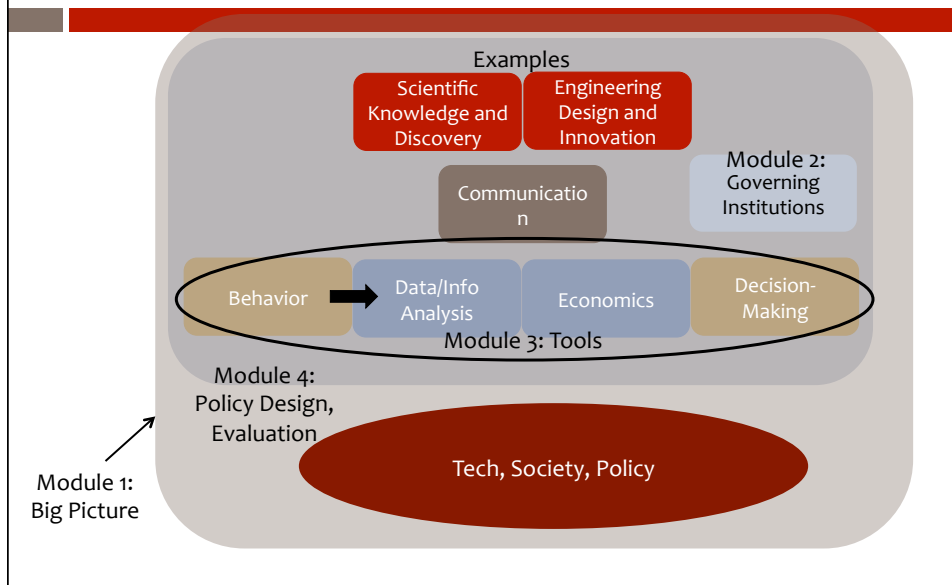 Examples
Scientific
Knowledge and
Discovery
Engineering
Design and
Innovation
Module 2:
Governing
Institutions
Communicatio
n
Behavior
Data/Info
Analysis
Economics
Decision-
Making
Module 3: Tools
Module 4:
Policy Design,
Evaluation
Tech, Society, Policy
Module 1:
Big Picture